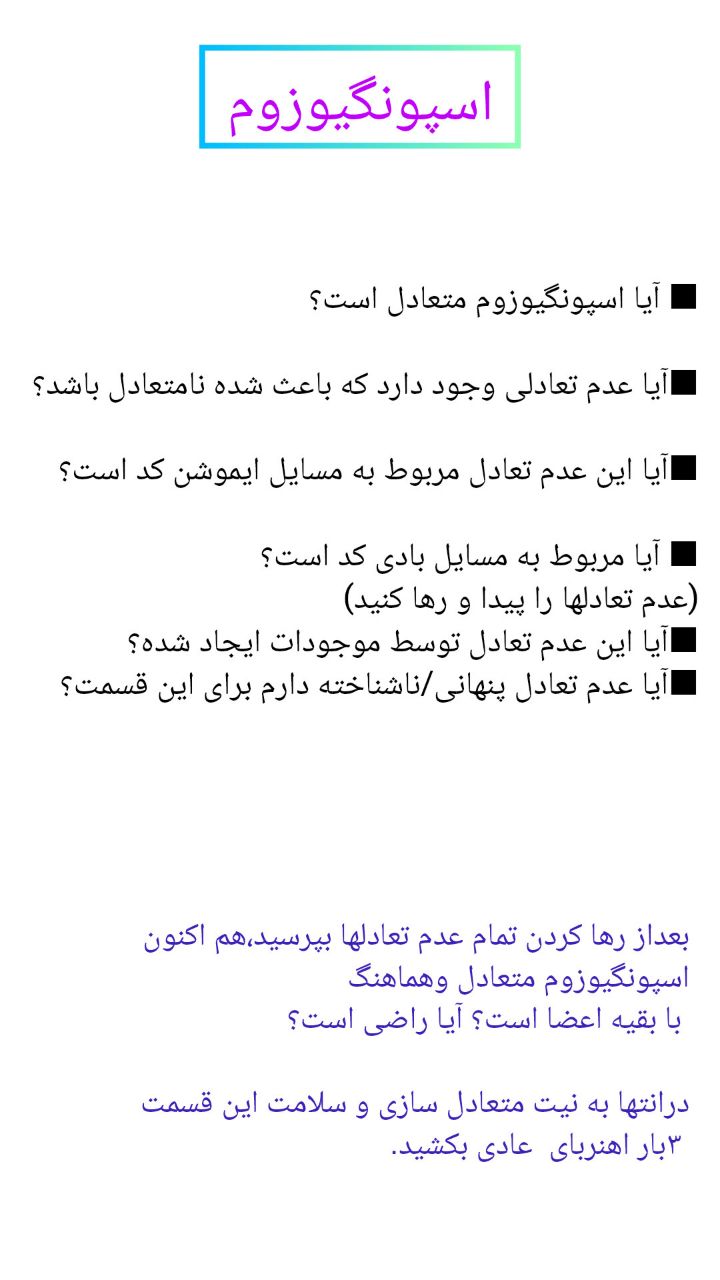 اسپونگیوزوم
■ آیا اسپونگیوزوم متعادل است؟
■آیا عدم تعادلی وجود دارد که باعث شده نامتعادل باشد؟
■آیا این عدم تعادل مربوط به مسایل ایموشن کد است؟
■ آیا مربوط به مسایل بادی کد است؟
(عدم تعادلها را پیدا و رها کنید)
■آیا این عدم تعادل توسط موجودات ایجاد شده؟
■آیا عدم تعادل پنهانی/ناشناخته دارم برای این قسمت؟
بعداز رها کردن تمام عدم تعادلها بپرسید،هم اکنون
اسپونگیوزوم متعادل وهماهنگ
با بقیه اعضا است؟ آیا راضی است؟
درانتها به نیت متعادل سازی و سلامت این قسمت
۳بار اهنربای عادی بکشید.